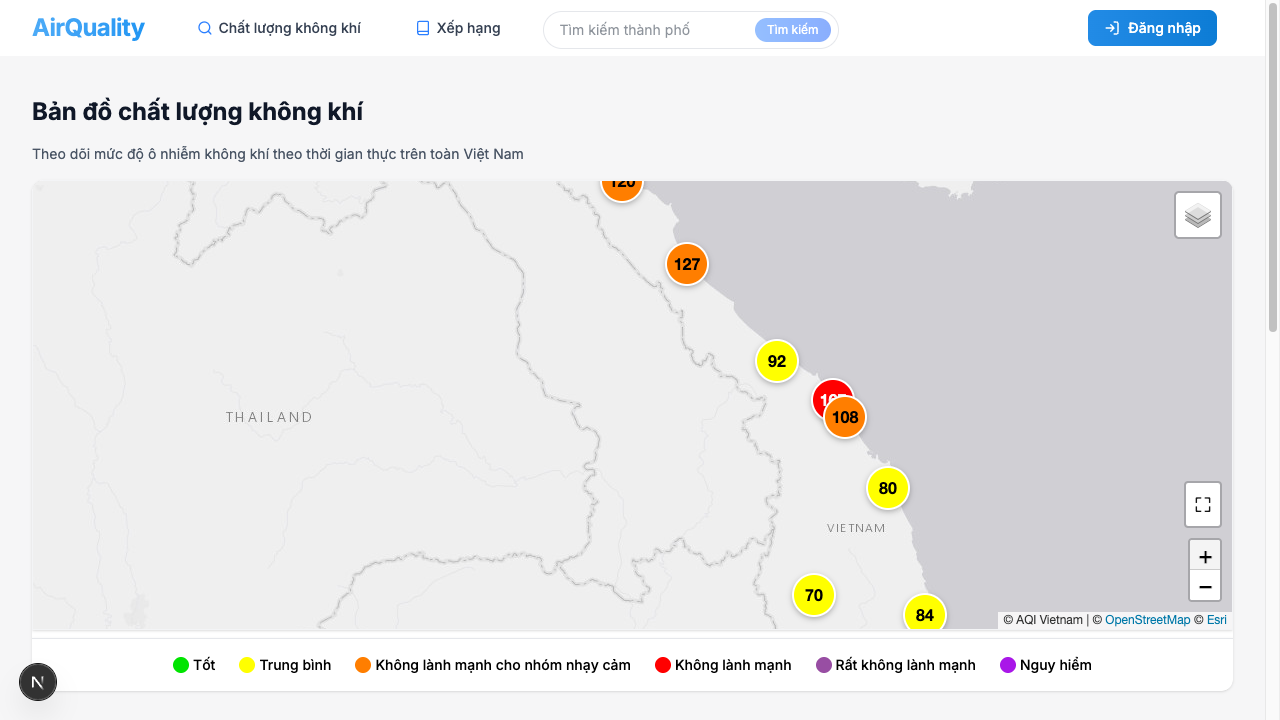 AirQuality
Chất lượng không khí
Xếp hạng
Tìm kiếm thành phố
Tìm kiếm
Đăng nhập
Bản đồ chất lượng không khí
Theo dõi mức độ ô nhiễm không khí theo thời gian thực trên toàn Việt Nam
120
127
92
108
THAILAND
80
VIETNAM
70
84
+
−
© AQI Vietnam | © OpenStreetMap © Esri
Tốt
Trung bình
Không lành mạnh cho nhóm nhạy cảm
Không lành mạnh
Rất không lành mạnh
Nguy hiểm
N